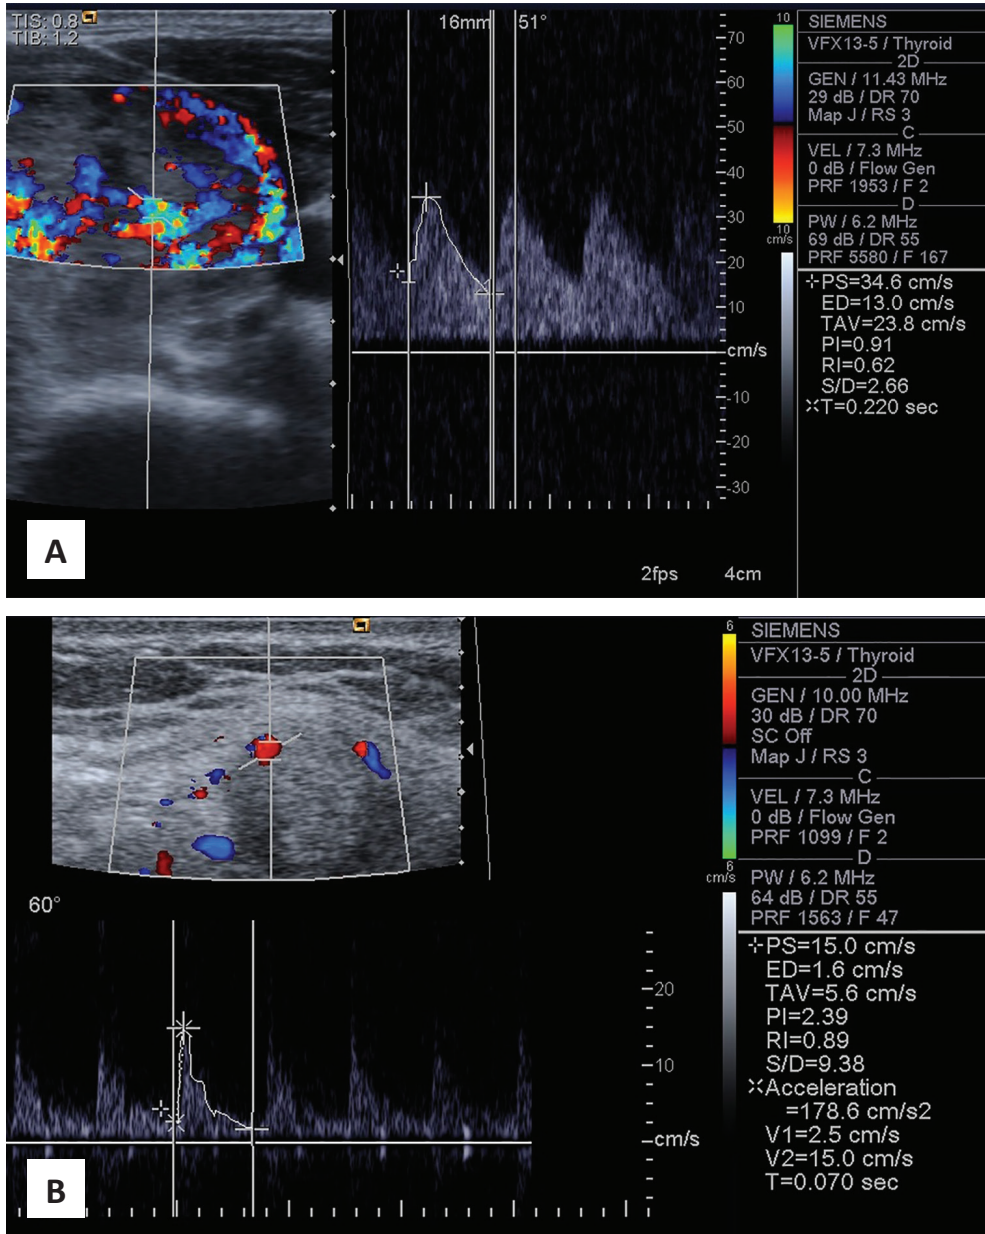 TIS: 0.8
TIB: 1.2
16mm 51°
70
60
50
40
30
20
10
cm/s
-10
-20
-30
10
10
cm/s
SIEMENS
VFX13-5 / Thyroid
2D
GEN / 11.43 MHz
29 dB / DR 70
Map J / RS 3
C
VEL / 7.3 MHz
0 dB / Flow Gen
PRF 1953 / F 2
D
PW / 6.2 MHz
69 dB / DR 55
PRF 5580 / F 167
PS=34.6 cm/s
ED=13.0 cm/s
TAV=23.8 cm/s
PI=0.91
RI=0.62
S/D=2.66
T=0.220 sec
2fps 4cm
A
6
6
cm/s
SIEMENS
VFX13-5 / Thyroid
2D
GEN / 10.00 MHz
30 dB / DR 70
SC Off
Map J / RS 3
C
VEL / 7.3 MHz
0 dB / Flow Gen
PRF 1099 / F 2
D
PW / 6.2 MHz
64 dB / DR 55
PRF 1563 / F 47
PS=15.0 cm/s
ED=1.6 cm/s
TAV=5.6 cm/s
PI=2.39
RI=0.89
S/D=9.38
Acceleration
=178.6 cm/s2
V1=2.5 cm/s
V2=15.0 cm/s
T=0.070 sec
60°
20
10
cm/s
B